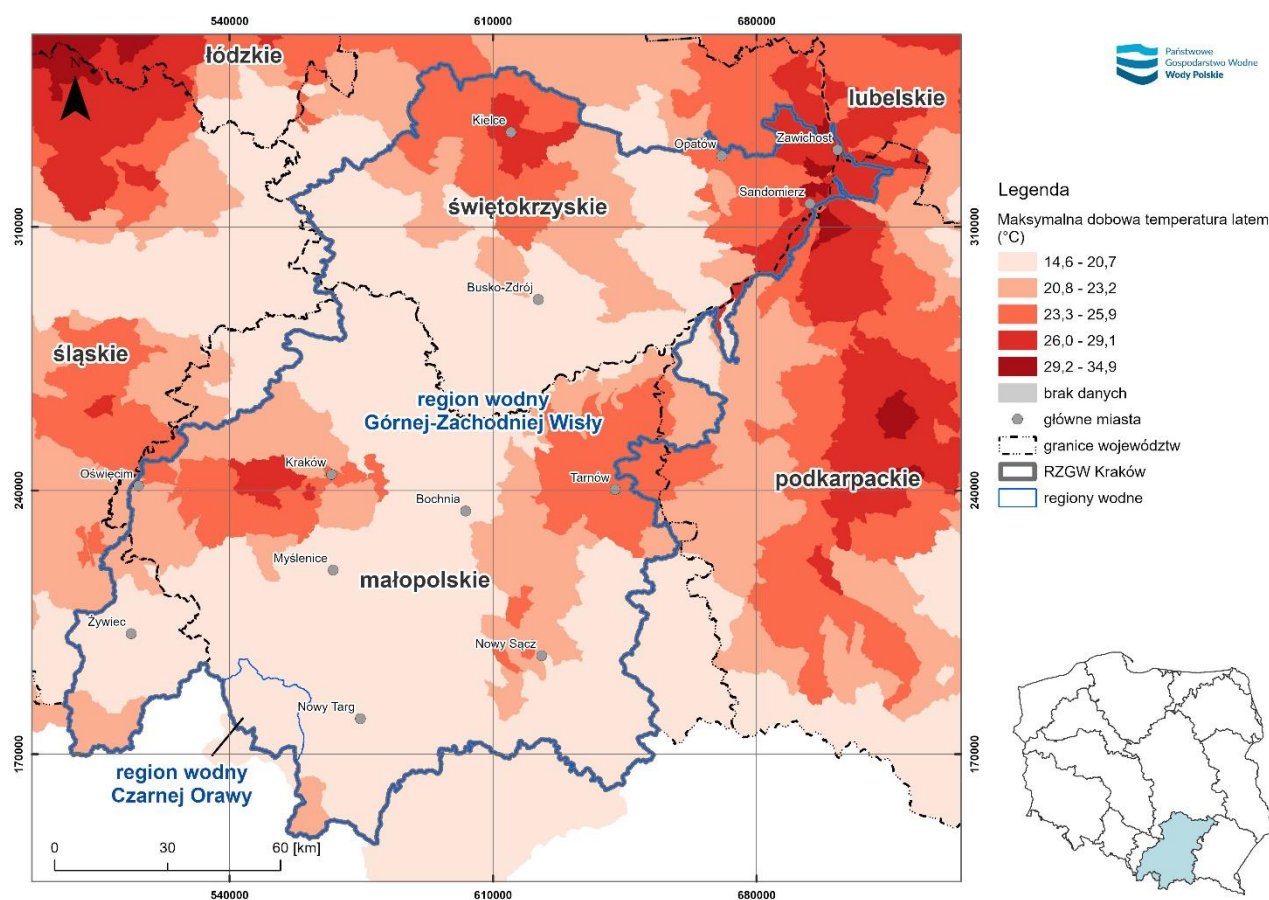 540000
610000
680000
łódzkie
N
Kielce
lubelskie
Zawichost
Opatów
Sandomierz
świętokrzyskie
310000
310000
Busko-Zdrój
śląskie
region wodny
Górnej-Zachodniej Wisły
Oświęcim
Kraków
Tarnów
podkarpackie
240000
240000
Bochnia
Myślenice
małopolskie
Żywiec
Nowy Sącz
Nowy Targ
170000
170000
region wodny
Czarnej Orawy
0 30 60 [km]
540000
610000
680000
Państwowe
Gospodarstwo Wodne
Wody Polskie
Legenda
Maksymalna dobowa temperatura latem
(°C)
14,6 - 20,7
20,8 - 23,2
23,3 - 25,9
26,0 - 29,1
29,2 - 34,9
brak danych
główne miasta
granice województw
RZGW Kraków
regiony wodne